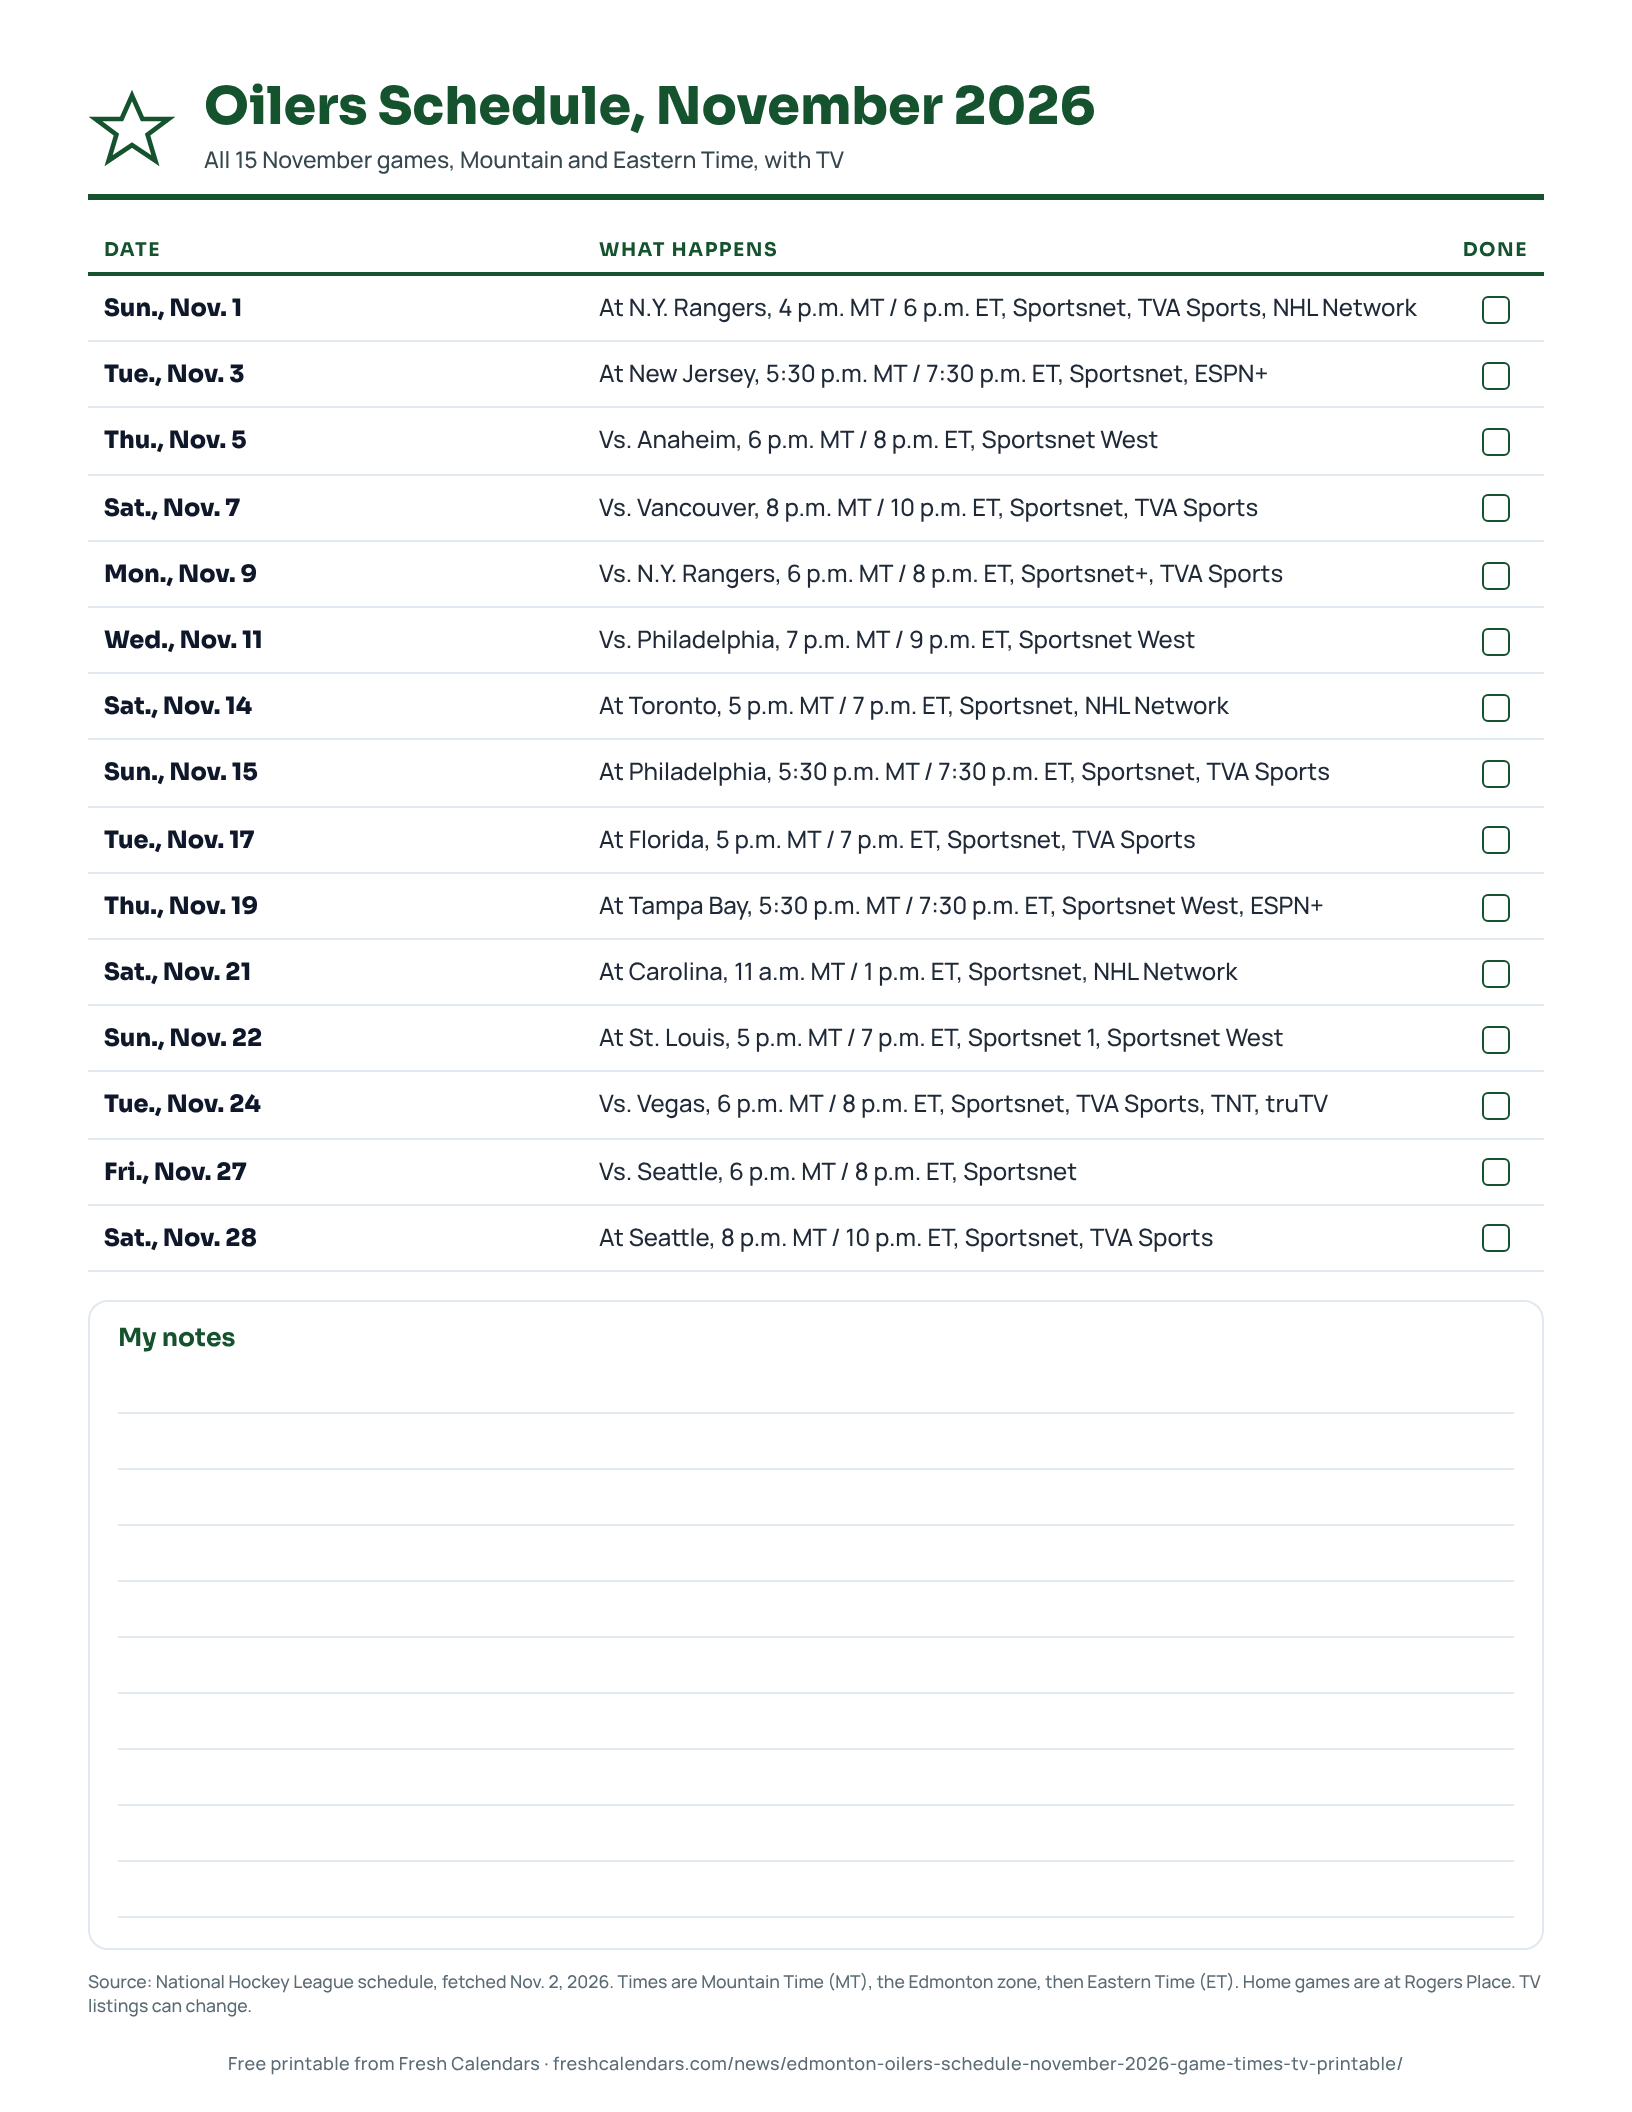 Oilers Schedule, November 2026
All 15 November games, Mountain and Eastern Time, with TV
DATE WHAT HAPPENS DONE
Sun., Nov. 1 At N.Y. Rangers, 4 p.m. MT / 6 p.m. ET, Sportsnet, TVA Sports, NHL Network
Tue., Nov. 3 At New Jersey, 5:30 p.m. MT / 7:30 p.m. ET, Sportsnet, ESPN+
Thu., Nov. 5 Vs. Anaheim, 6 p.m. MT / 8 p.m. ET, Sportsnet West
Sat., Nov. 7 Vs. Vancouver, 8 p.m. MT / 10 p.m. ET, Sportsnet, TVA Sports
Mon., Nov. 9 Vs. N.Y. Rangers, 6 p.m. MT / 8 p.m. ET, Sportsnet+, TVA Sports
Wed., Nov. 11 Vs. Philadelphia, 7 p.m. MT / 9 p.m. ET, Sportsnet West
Sat., Nov. 14 At Toronto, 5 p.m. MT / 7 p.m. ET, Sportsnet, NHL Network
Sun., Nov. 15 At Philadelphia, 5:30 p.m. MT / 7:30 p.m. ET, Sportsnet, TVA Sports
Tue., Nov. 17 At Florida, 5 p.m. MT / 7 p.m. ET, Sportsnet, TVA Sports
Thu., Nov. 19 At Tampa Bay, 5:30 p.m. MT / 7:30 p.m. ET, Sportsnet West, ESPN+
Sat., Nov. 21 At Carolina, 11 a.m. MT / 1 p.m. ET, Sportsnet, NHL Network
Sun., Nov. 22 At St. Louis, 5 p.m. MT / 7 p.m. ET, Sportsnet 1, Sportsnet West
Tue., Nov. 24 Vs. Vegas, 6 p.m. MT / 8 p.m. ET, Sportsnet, TVA Sports, TNT, truTV
Fri., Nov. 27 Vs. Seattle, 6 p.m. MT / 8 p.m. ET, Sportsnet
Sat., Nov. 28 At Seattle, 8 p.m. MT / 10 p.m. ET, Sportsnet, TVA Sports
My notes
Source: National Hockey League schedule, fetched Nov. 2, 2026. Times are Mountain Time (MT), the Edmonton zone, then Eastern Time (ET). Home games are at Rogers Place. TV
listings can change.
Free printable from Fresh Calendars · freshcalendars.com/news/edmonton-oilers-schedule-november-2026-game-times-tv-printable/